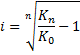 i = ⁿ√(Kₙ/K₀ − 1)